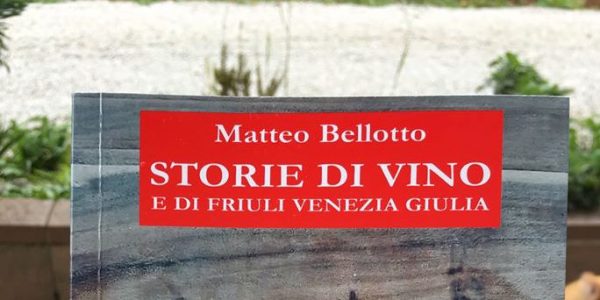 Matteo Bellotto
STORIE DI VINO
E DI FRIULI VENEZIA GIULIA